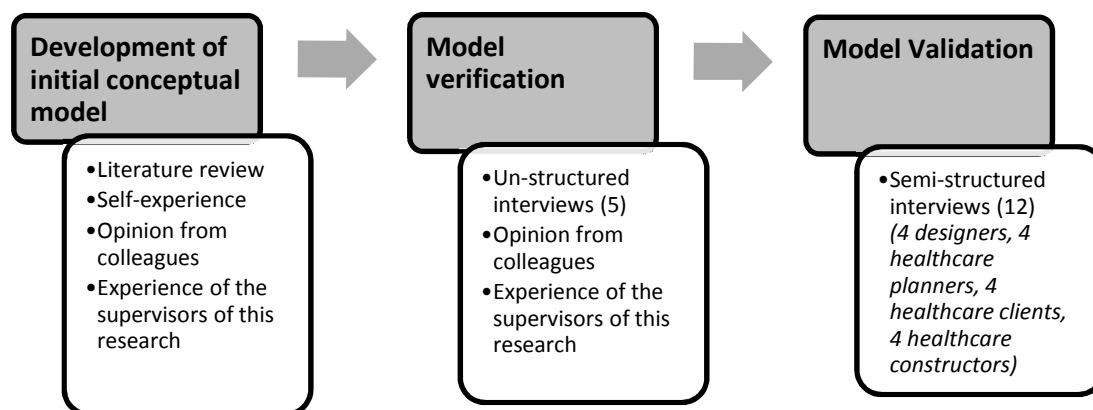 Development of
initial conceptual
model
•Literature review
•Self-experience
•Opinion from
colleagues
•Experience of the
supervisors of this
research
Model
verification
•Un-structured
interviews (5)
•Opinion from
colleagues
•Experience of the
supervisors of this
research
Model Validation
•Semi-structured
interviews (12)
(4 designers, 4
healthcare
planners, 4
healthcare clients,
4 healthcare
constructors)